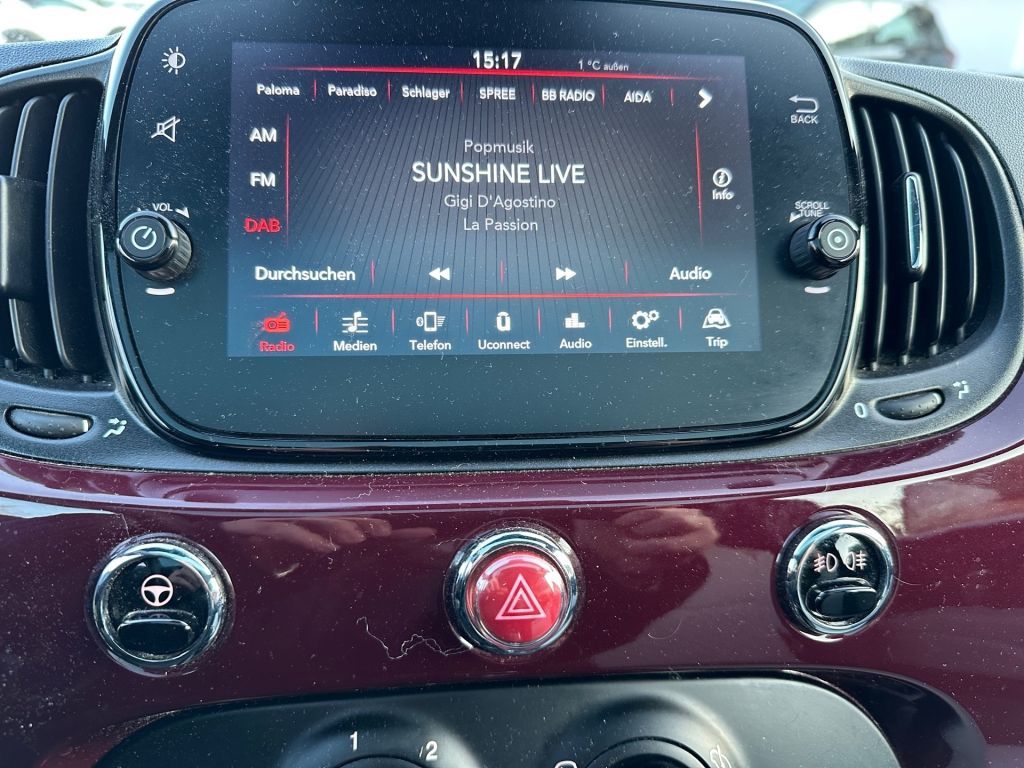 15:17
1 °C außen
Paloma Paradiso Schlager SPREE BB RADIO AIDA
BACK
AM
Popmusik
SUNSHINE LIVE
FM
Info
Gigi D'Agostino
VOL
SCROLL
TUNE
DAB
La Passion
Durchsuchen
Audio
Radio Medien Telefon Uconnect Audio Einstell. Trip
0
1 2